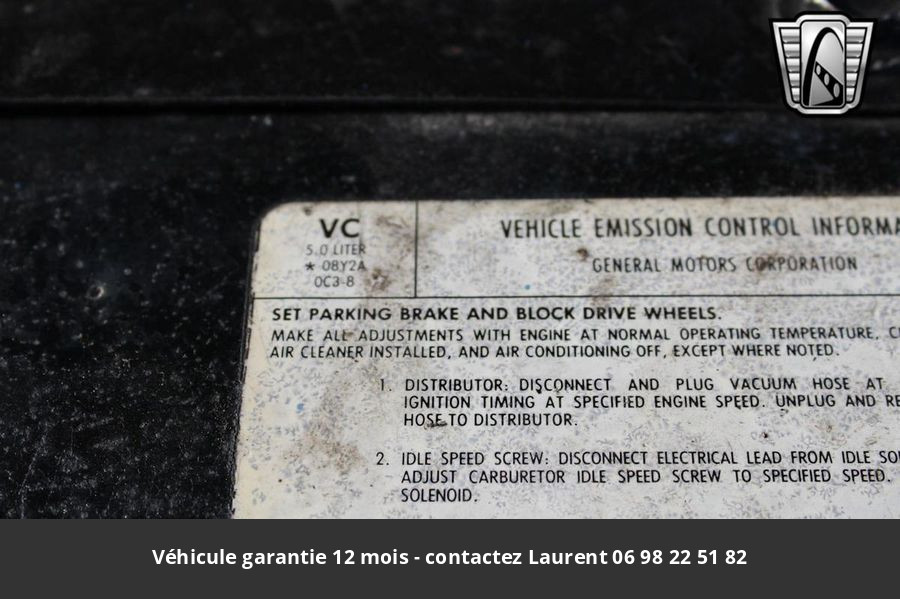 VC
5.0 LITER
* 08Y2A
0C3-8
VEHICLE EMISSION CONTROL INFORMA
GENERAL MOTORS CORPORATION
SET PARKING BRAKE AND BLOCK DRIVE WHEELS.
MAKE ALL ADJUSTMENTS WITH ENGINE AT NORMAL OPERATING TEMPERATURE, C
AIR CLEANER INSTALLED, AND AIR CONDITIONING OFF, EXCEPT WHERE NOTED.
1. DISTRIBUTOR: DISCONNECT AND PLUG VACUUM HOSE AT
IGNITION TIMING AT SPECIFIED ENGINE SPEED. UNPLUG AND RE
HOSE TO DISTRIBUTOR.
2. IDLE SPEED SCREW: DISCONNECT ELECTRICAL LEAD FROM IDLE SO
ADJUST CARBURETOR IDLE SPEED SCREW TO SPECIFIED SPEED.
SOLENOID.
Véhicule garantie 12 mois - contactez Laurent 06 98 22 51 82